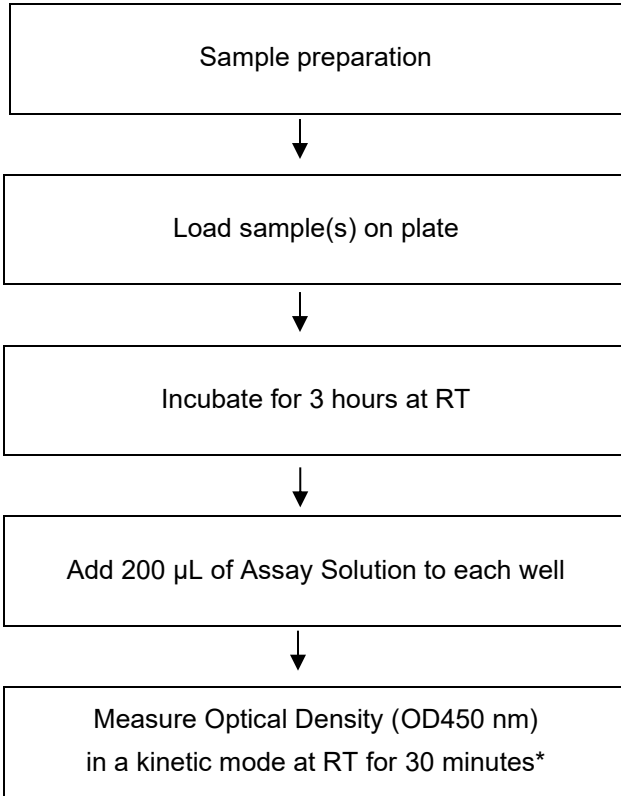 Sample preparation
Load sample(s) on plate
Incubate for 3 hours at RT
Add 200 µL of Assay Solution to each well
Measure Optical Density (OD450 nm)
in a kinetic mode at RT for 30 minutes*